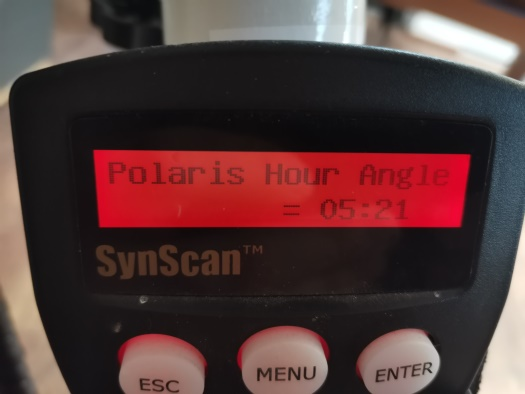 Polaris Hour Angle
= 05:21
SynScan™
ESC
MENU
ENTER